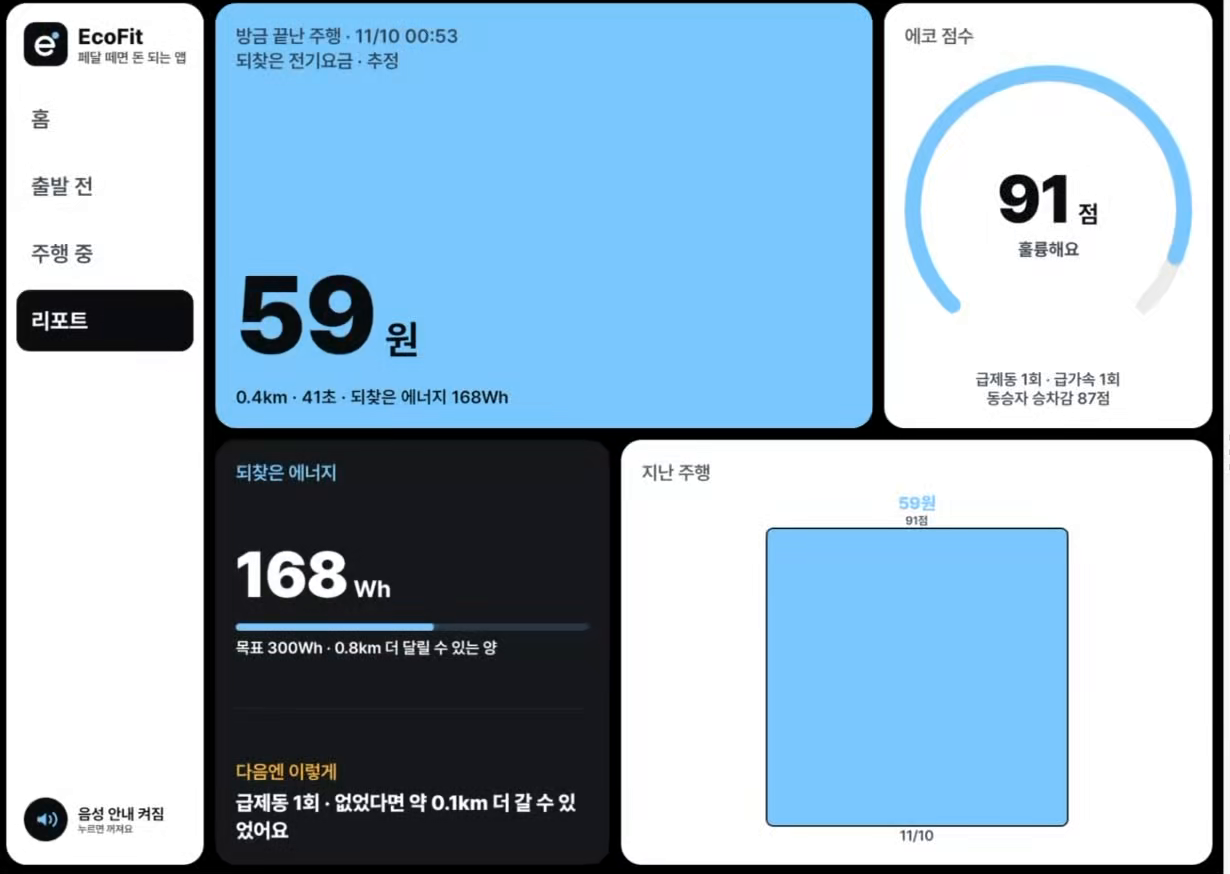 EcoFit
페달 떼면 돈 되는 앱
홈
출발 전
주행 중
리포트
음성 안내 켜짐
누르면 꺼져요
방금 끝난 주행 · 11/10 00:53
되찾은 전기요금 · 추정
59 원
0.4km · 41초 · 되찾은 에너지 168Wh
에코 점수
91 점
훌륭해요
급제동 1회 · 급가속 1회
동승자 승차감 87점
되찾은 에너지
168 Wh
목표 300Wh · 0.8km 더 달릴 수 있는 양
다음엔 이렇게
급제동 1회 · 없었다면 약 0.1km 더 갈 수 있
었어요
지난 주행
59원
91점
11/10